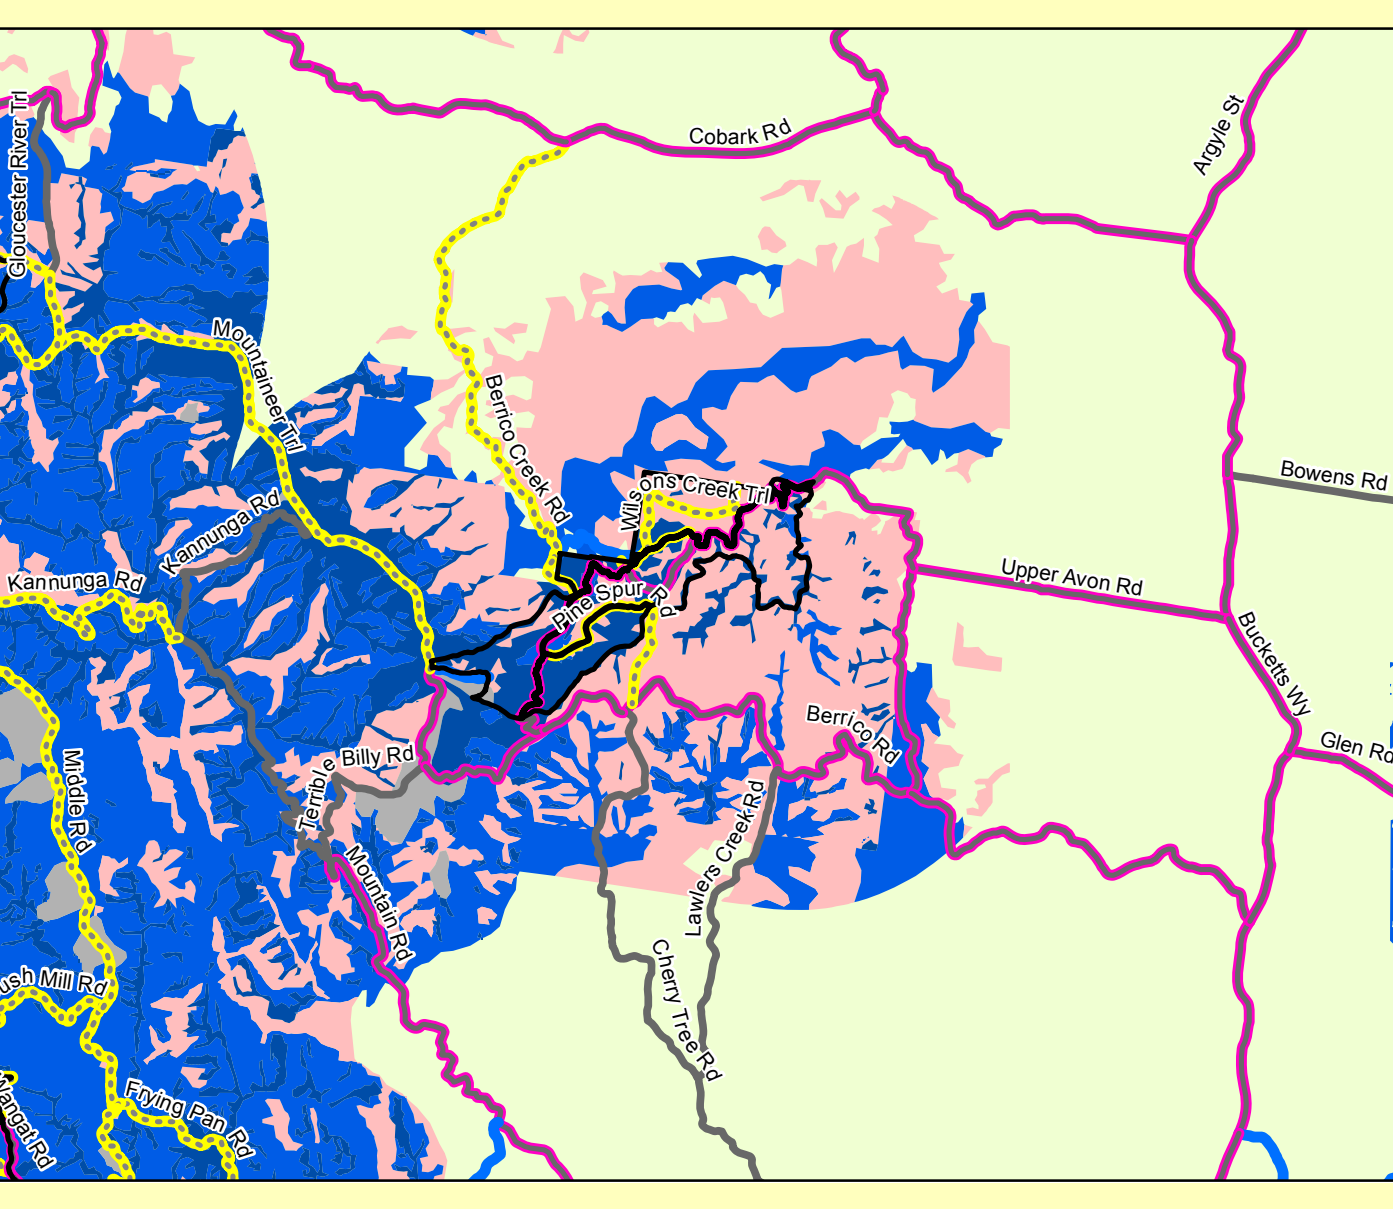 Gloucester River Trl
Cobark Rd
Argyle St
Mountaineer Trl
Berrico Creek Rd
Wilsons Creek Trl
Bowens Rd
Kannunga Rd
Kannunga Rd
Upper Avon Rd
Pine Spur Rd
Bucketts Wy
Berrico Rd
Glen Rd
Middle Rd
Terrible Billy Rd
Lawlers Creek Rd
Mountain Rd
Cherry Tree Rd
ush Mill Rd
Frying Pan Rd
Wangat Rd